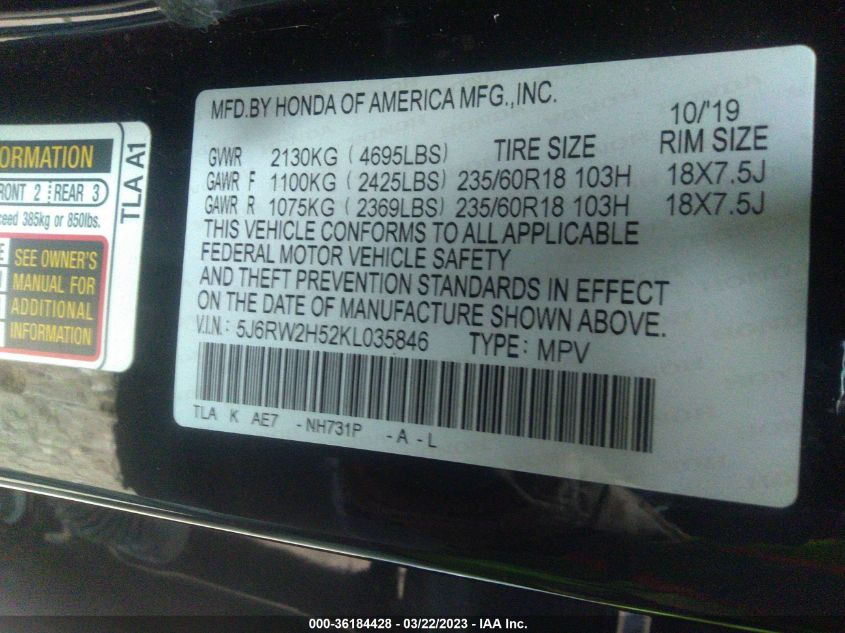 ORMATION
RONT 2 REAR 3
ceed 385kg or 850lbs.
SEE OWNER'S
MANUAL FOR
ADDITIONAL
INFORMATION
TLA A1
MFD.BY HONDA OF AMERICA MFG.,INC.
10/'19
GVWR 2130KG ( 4695LBS) TIRE SIZE RIM SIZE
GAWR F 1100KG ( 2425LBS) 235/60R18 103H 18X7.5J
GAWR R 1075KG ( 2369LBS) 235/60R18 103H 18X7.5J
THIS VEHICLE CONFORMS TO ALL APPLICABLE
FEDERAL MOTOR VEHICLE SAFETY
AND THEFT PREVENTION STANDARDS IN EFFECT
ON THE DATE OF MANUFACTURE SHOWN ABOVE.
V.I.N.: 5J6RW2H52KL035846 TYPE: MPV
TLA K AE7 - NH731P - A - L
000-36184428 - 03/22/2023 - IAA Inc.